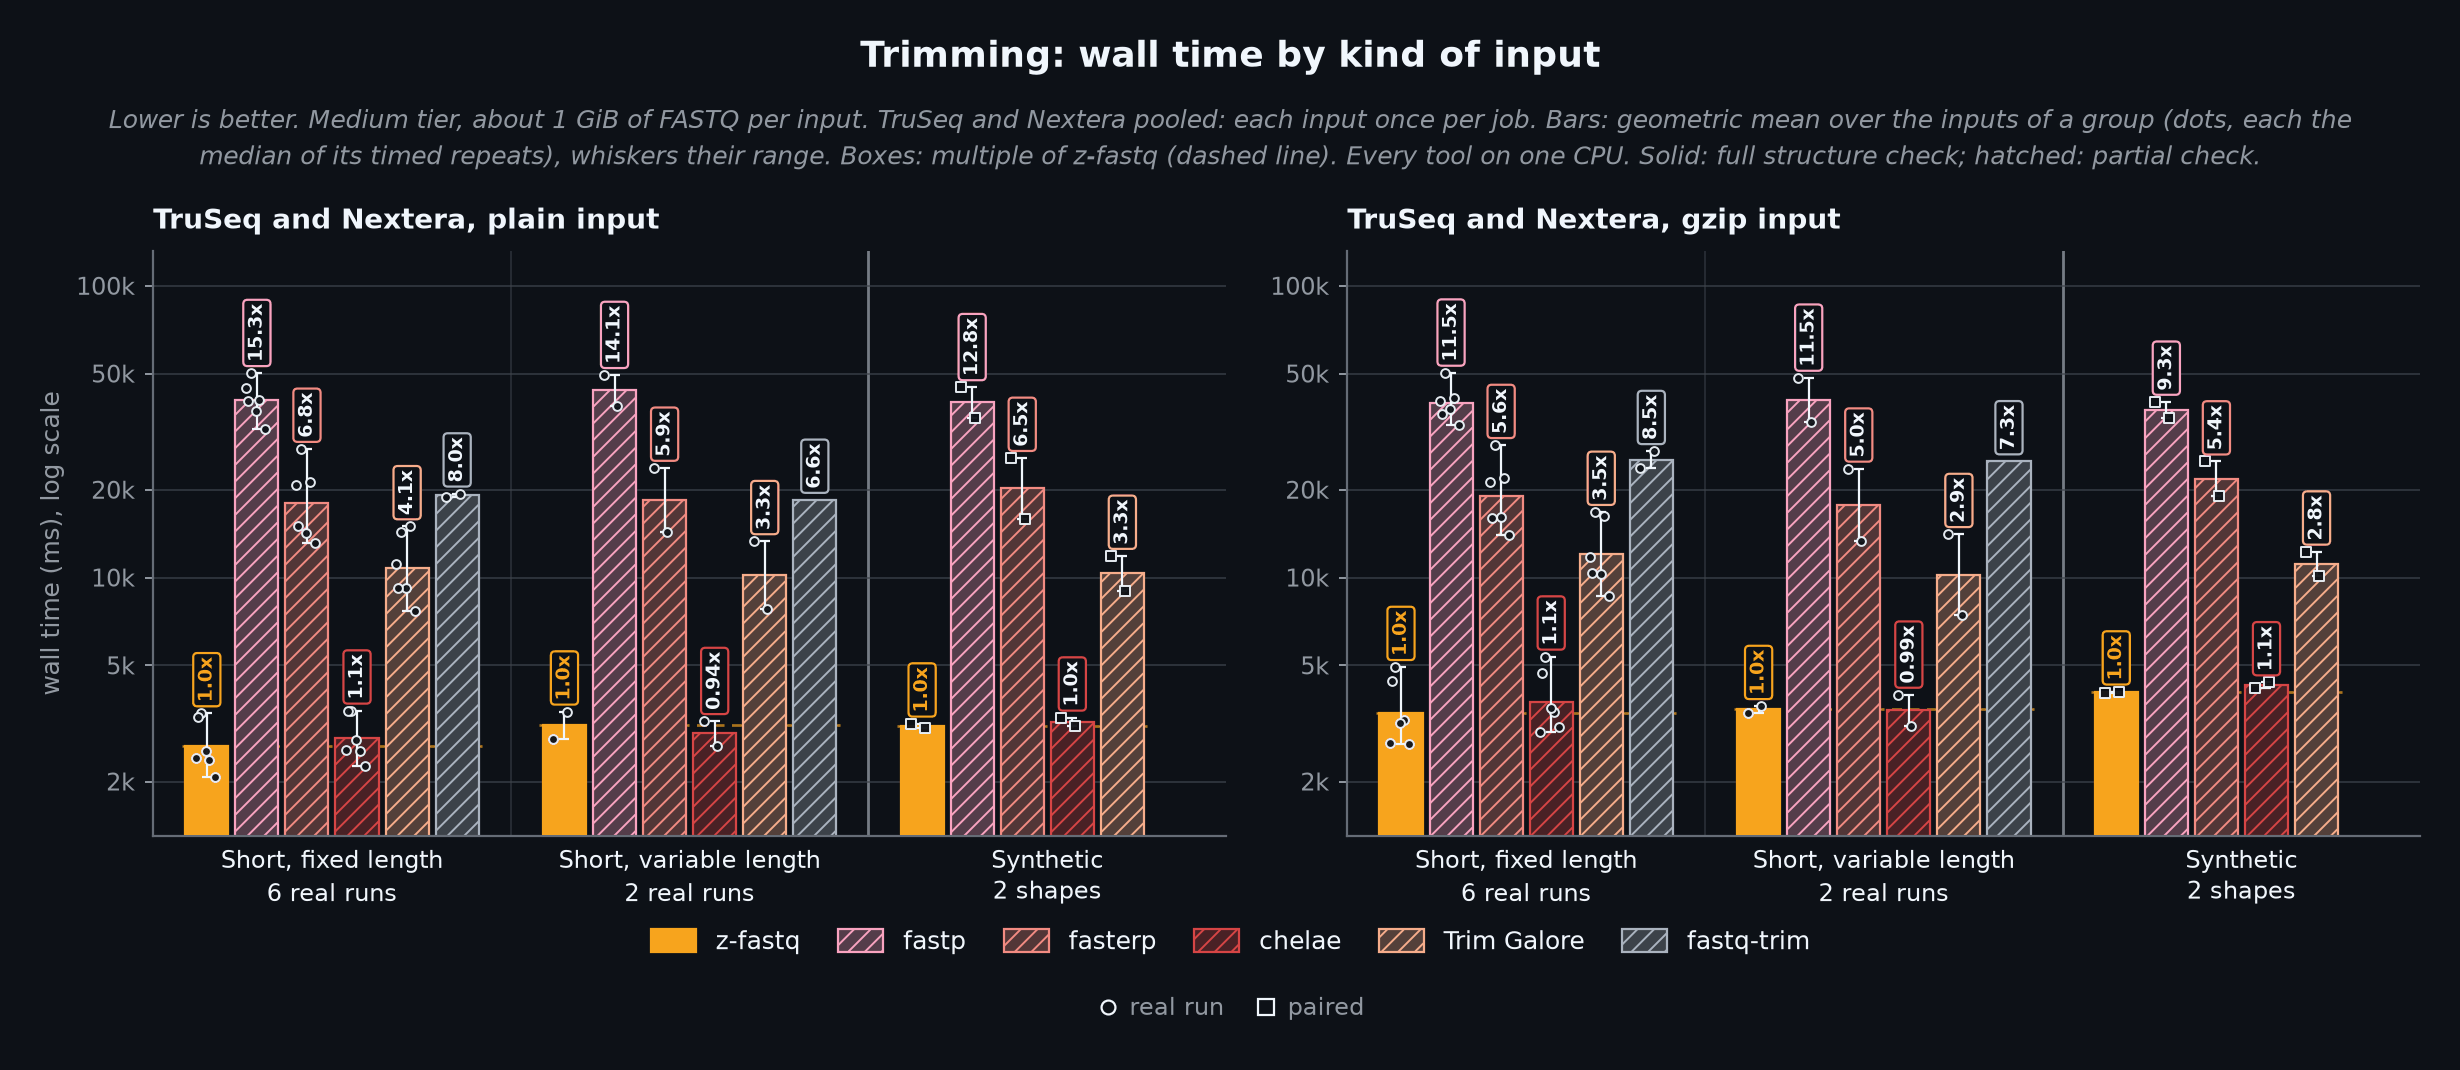 Trimming: wall time by kind of input
Lower is better. Medium tier, about 1 GiB of FASTQ per input. TruSeq and Nextera pooled: each input once per job. Bars: geometric mean over the inputs of a group (dots, each the
median of its timed repeats), whiskers their range. Boxes: multiple of z-fastq (dashed line). Every tool on one CPU. Solid: full structure check; hatched: partial check.
TruSeq and Nextera, plain input
wall time (ms), log scale
100k
50k
20k
10k
5k
2k
1.0x
15.3x
6.8x
1.1x
4.1x
8.0x
1.0x
14.1x
5.9x
0.94x
3.3x
6.6x
1.0x
12.8x
6.5x
1.0x
3.3x
Short, fixed length
6 real runs
Short, variable length
2 real runs
Synthetic
2 shapes
TruSeq and Nextera, gzip input
100k
50k
20k
10k
5k
2k
1.0x
11.5x
5.6x
1.1x
3.5x
8.5x
1.0x
11.5x
5.0x
0.99x
2.9x
7.3x
1.0x
9.3x
5.4x
1.1x
2.8x
Short, fixed length
6 real runs
Short, variable length
2 real runs
Synthetic
2 shapes
z-fastq
fastp
fasterp
chelae
Trim Galore
fastq-trim
real run
paired